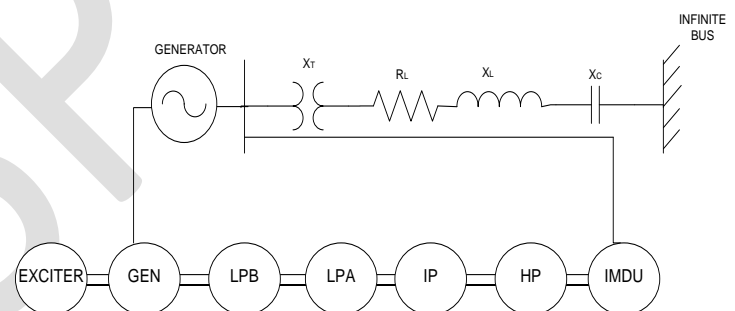 INFINITE
BUS
GENERATOR
XT
RL
XL
XC
EXCITER
GEN
LPB
LPA
IP
HP
IMDU